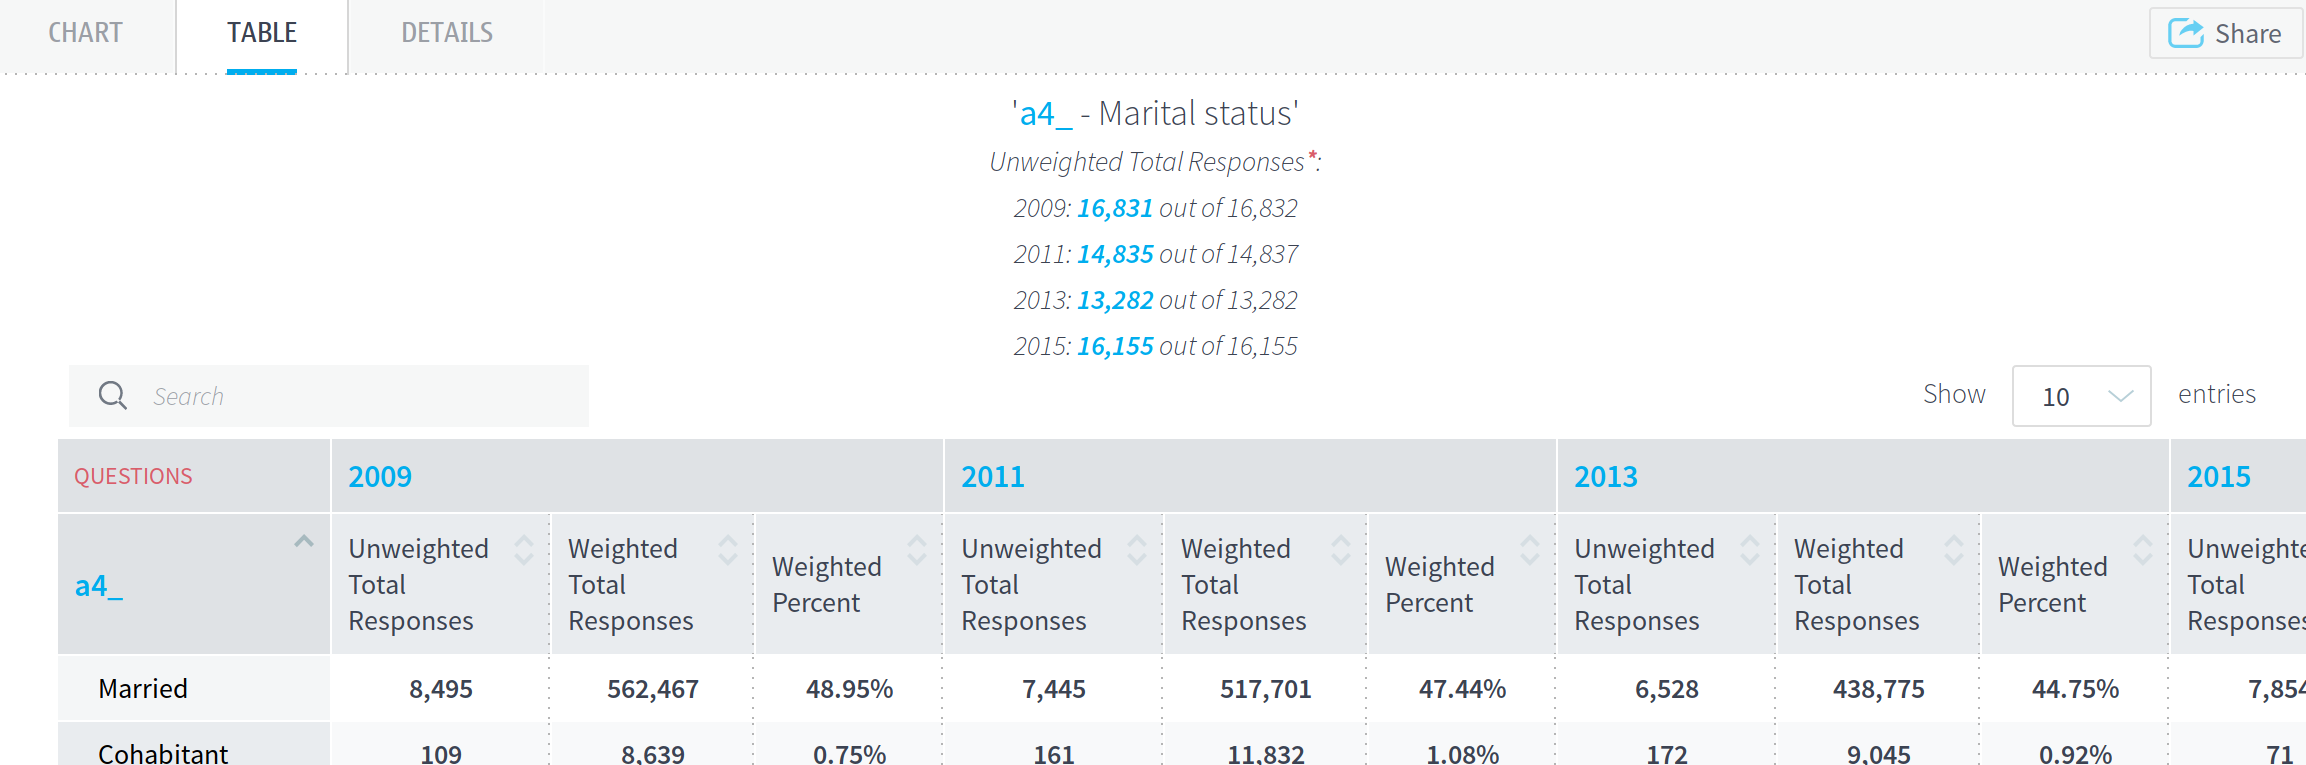 CHART TABLE DETAILS Share
'a4_ - Marital status'
Unweighted Total Responses*:
2009: 16,831 out of 16,832
2011: 14,835 out of 14,837
2013: 13,282 out of 13,282
2015: 16,155 out of 16,155
Search Show 10 entries
QUESTIONS 2009 2011 2013 2015
a4_ Unweighted Total Responses Weighted Total Responses Weighted Percent Unweighted Total Responses Weighted Total Responses Weighted Percent Unweighted Total Responses Weighted Total Responses Weighted Percent Unweighte Total Responses
Married 8,495 562,467 48.95% 7,445 517,701 47.44% 6,528 438,775 44.75% 7,854
Cohabitant 109 8,639 0.75% 161 11,832 1.08% 172 9,045 0.92% 71